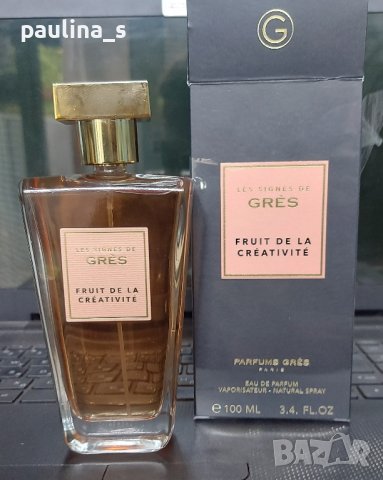 paulina_s
G
LES SIGNES DE
GRÈS
FRUIT DE LA
CRÉATIVITÉ
LES SIGNES DE
GRÈS
FRUIT DE LA
CRÉATIVITÉ
PARFUMS GRÈS
PARIS
EAU DE PARFUM
VAPORISATEUR - NATURAL SPRAY
℮ 100 ML 3.4. FL.OZ
BAZAR